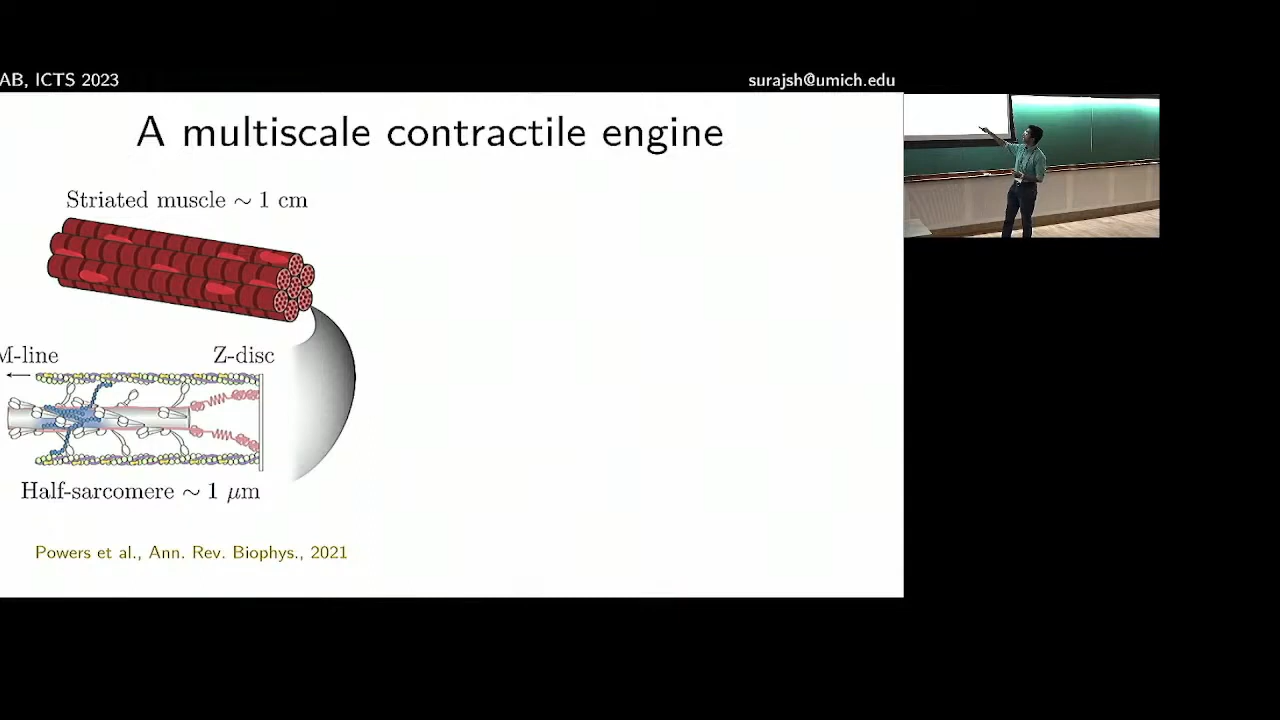 AB, ICTS 2023
surajsh@umich.edu
A multiscale contractile engine
Striated muscle ∼ 1 cm
M-line
Z-disc
Half-sarcomere ∼ 1 μm
Powers et al., Ann. Rev. Biophys., 2021